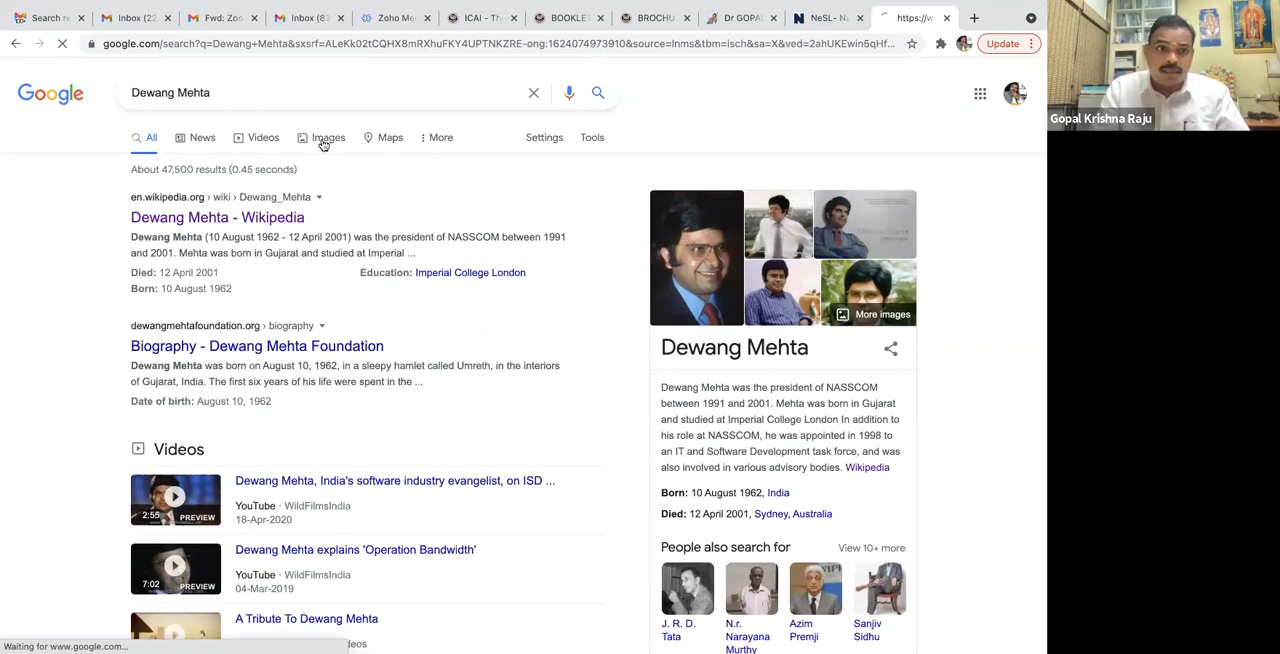 Search re
Inbox (22
Fwd: Zoo
Inbox (83
Zoho Me
ICAI - Th
BOOKLET
BROCHU
Dr GOPAL
NeSL- Na
https://w
google.com/search?q=Dewang+Mehta&sxsrf=ALeKk02tCQHX8mRXhuFKY4UPTNKZRE-ong:1624074973910&source=lnms&tbm=isch&sa=X&ved=2ahUKEwin5qHf...
Update
Google
Dewang Mehta
All
News
Videos
Images
Maps
More
Settings
Tools
About 47,500 results (0.45 seconds)
en.wikipedia.org › wiki › Dewang_Mehta
Dewang Mehta - Wikipedia
Dewang Mehta (10 August 1962 - 12 April 2001) was the president of NASSCOM between 1991
and 2001. Mehta was born in Gujarat and studied at Imperial ...
Died: 12 April 2001
Education: Imperial College London
Born: 10 August 1962
dewangmehtafoundation.org › biography
Biography - Dewang Mehta Foundation
Dewang Mehta was born on August 10, 1962, in a sleepy hamlet called Umreth, in the interiors
of Gujarat, India. The first six years of his life were spent in the ...
Date of birth: August 10, 1962
Videos
Dewang Mehta, India's software industry evangelist, on ISD ...
YouTube · WildFilmsIndia
18-Apr-2020
2:55
PREVIEW
Dewang Mehta explains 'Operation Bandwidth'
YouTube · WildFilmsIndia
04-Mar-2019
7:02
PREVIEW
A Tribute To Dewang Mehta
Waiting for www.google.com...
More images
Dewang Mehta
Dewang Mehta was the president of NASSCOM
between 1991 and 2001. Mehta was born in Gujarat
and studied at Imperial College London In addition to
his role at NASSCOM, he was appointed in 1998 to
an IT and Software Development task force, and was
also involved in various advisory bodies. Wikipedia
Born: 10 August 1962, India
Died: 12 April 2001, Sydney, Australia
People also search for
View 10+ more
J. R. D.
Tata
N.r.
Narayana
Murthy
Azim
Premji
Sanjiv
Sidhu
Gopal Krishna Raju